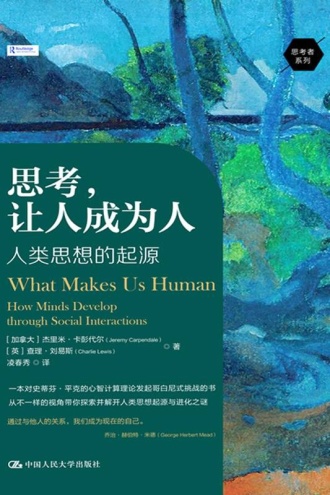 Routledge
思考者
系列
思考，
让人成为人
人类思想的起源
What Makes Us Human
How Minds Develop
through Social Interactions
［加拿大］杰里米·卡彭代尔（Jeremy Carpendale）
［英］查理·刘易斯（Charlie Lewis）
◎ 著
凌春秀 ◎ 译
一本对史蒂芬·平克的心智计算理论发起哥白尼式挑战的书
从不一样的视角带你探索并解开人类思想起源与进化之谜
通过与他人的关系，我们成为现在的自己。
乔治·赫伯特·米德（George Herbert Mead）
中国人民大学出版社